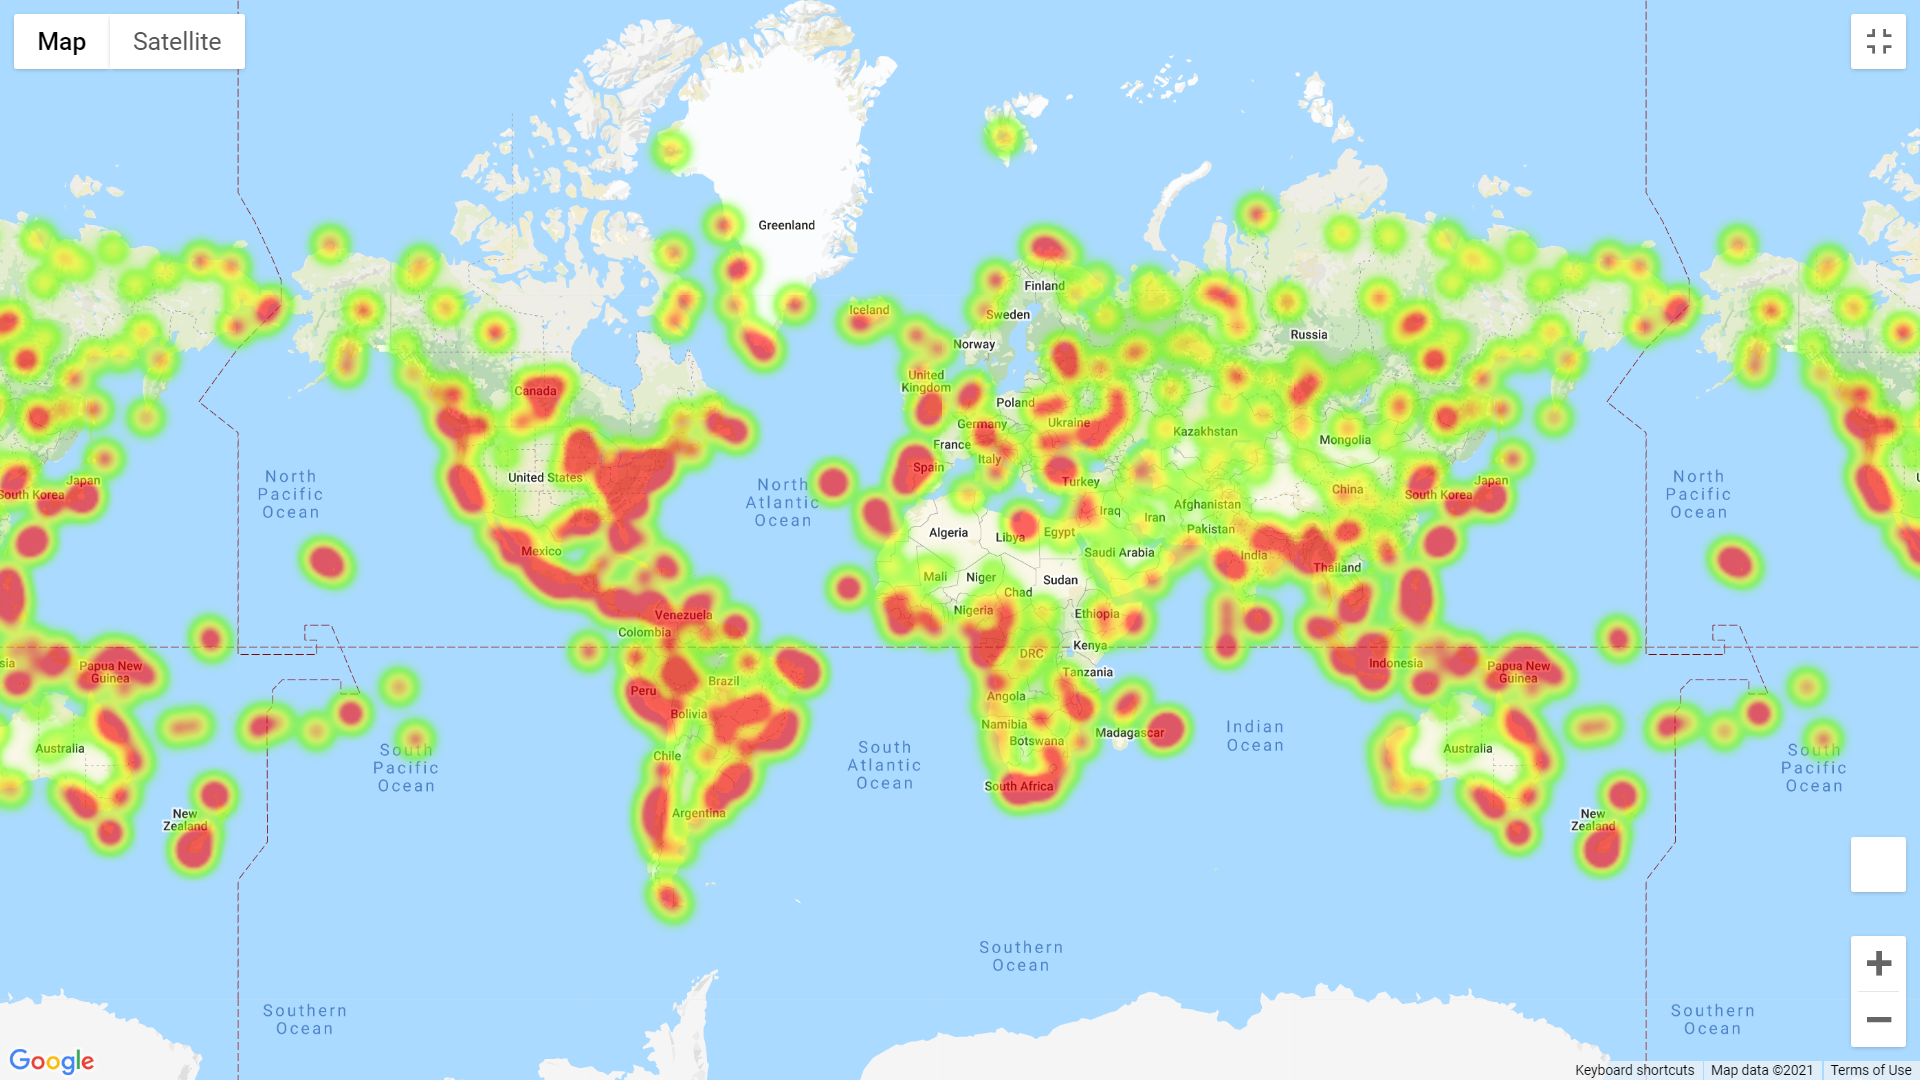 Map
Satellite
Greenland
Iceland
Finland
Sweden
Norway
Russia
United
Kingdom
Canada
Poland
Germany
Ukraine
France
Kazakhstan
Mongolia
Italy
Spain
United States
Turkey
North
Pacific
Ocean
North
Atlantic
Ocean
North
Pacific
Ocean
Japan
South Korea
Japan
South Korea
China
Afghanistan
Iraq
Iran
Pakistan
Algeria
Libya
Egypt
Mexico
Saudi Arabia
India
Thailand
Mali
Niger
Sudan
Chad
Nigeria
Ethiopia
Venezuela
Colombia
Kenya
DRC
sia
Papua New
Guinea
Indonesia
Papua New
Guinea
Tanzania
Brazil
Peru
Angola
Bolivia
Namibia
Madagascar
Botswana
Indian
Ocean
Australia
Chile
Australia
South
Pacific
Ocean
South
Atlantic
Ocean
South
Pacific
Ocean
South Africa
Argentina
New
Zealand
New
Zealand
Southern
Ocean
Southern
Ocean
Southern
Ocean
Google
Keyboard shortcuts
Map data ©2021
Terms of Use